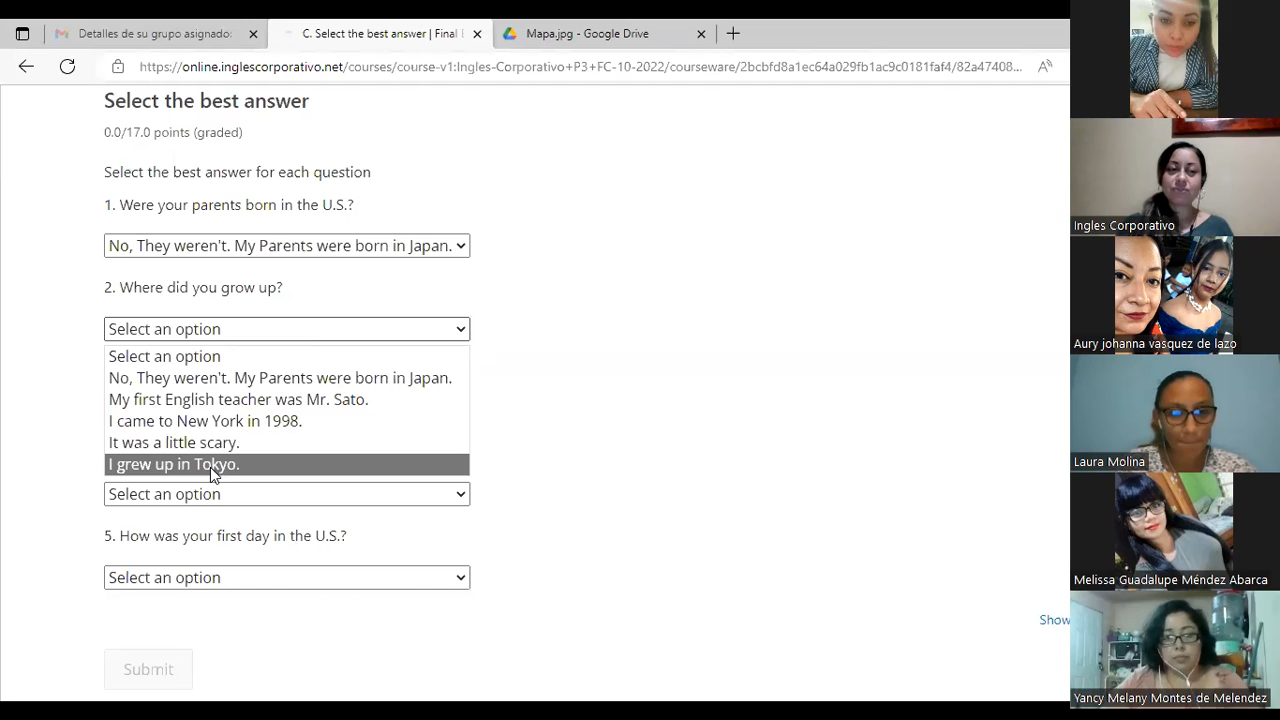 Detalles de su grupo asignado:
C. Select the best answer | Final E
Mapa.jpg - Google Drive
https://online.inglescorporativo.net/courses/course-v1:Ingles-Corporativo+P3+FC-10-2022/courseware/2bcbfd8a1ec64a029fb1ac9c0181faf4/82a47408...
Select the best answer
0.0/17.0 points (graded)
Select the best answer for each question
1. Were your parents born in the U.S.?
No, They weren't. My Parents were born in Japan.
2. Where did you grow up?
Select an option
Select an option
No, They weren't. My Parents were born in Japan.
My first English teacher was Mr. Sato.
I came to New York in 1998.
It was a little scary.
I grew up in Tokyo.
Select an option
5. How was your first day in the U.S.?
Select an option
Show
Submit
Ingles Corporativo
Aury johanna vasquez de lazo
Laura Molina
Melissa Guadalupe Méndez Abarca
Yancy Melany Montes de Melendez